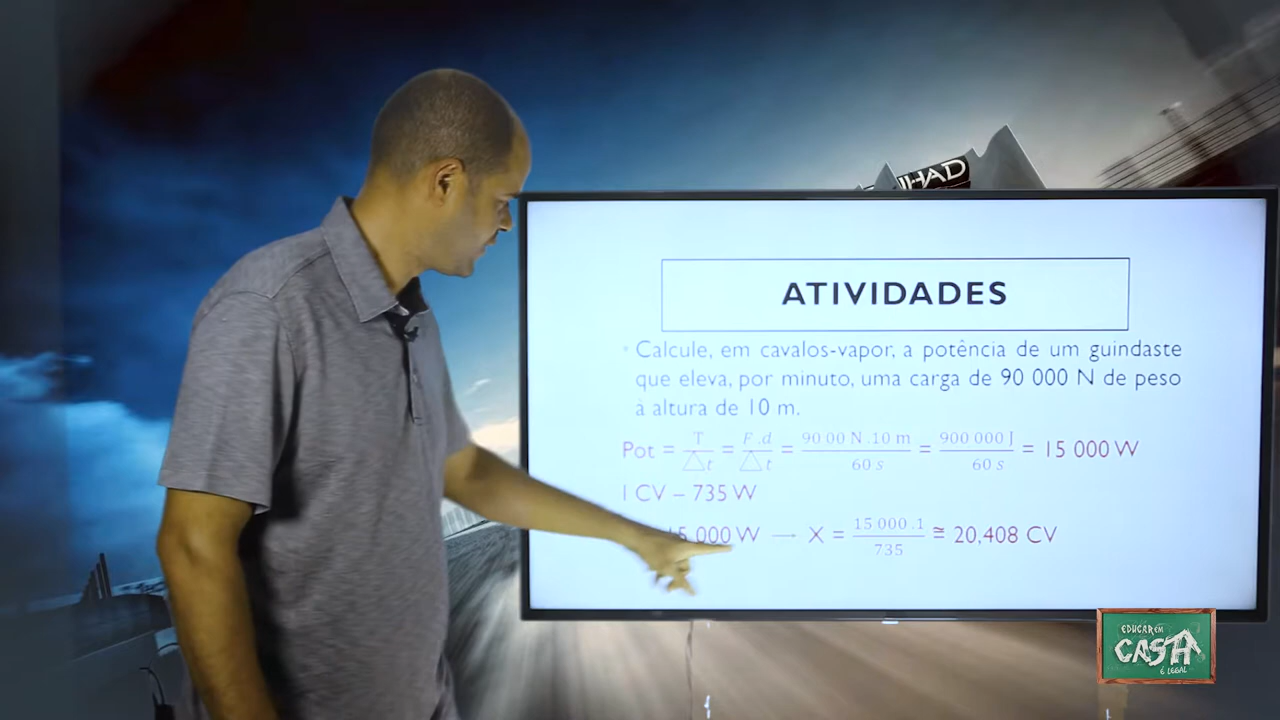 IHAD
ATIVIDADES
• Calcule, em cavalos-vapor, a potência de um guindaste
que eleva, por minuto, uma carga de 90 000 N de peso
à altura de 10 m.
Pot = T/△t = F.d/△t = 90 00 N.10 m/60 s = 900 000 J/60 s = 15 000 W
1 CV – 735 W
15 000 W — X = 15 000 .1/735 ≅ 20,408 CV
EDUCAR EM
CASA
É LEGAL